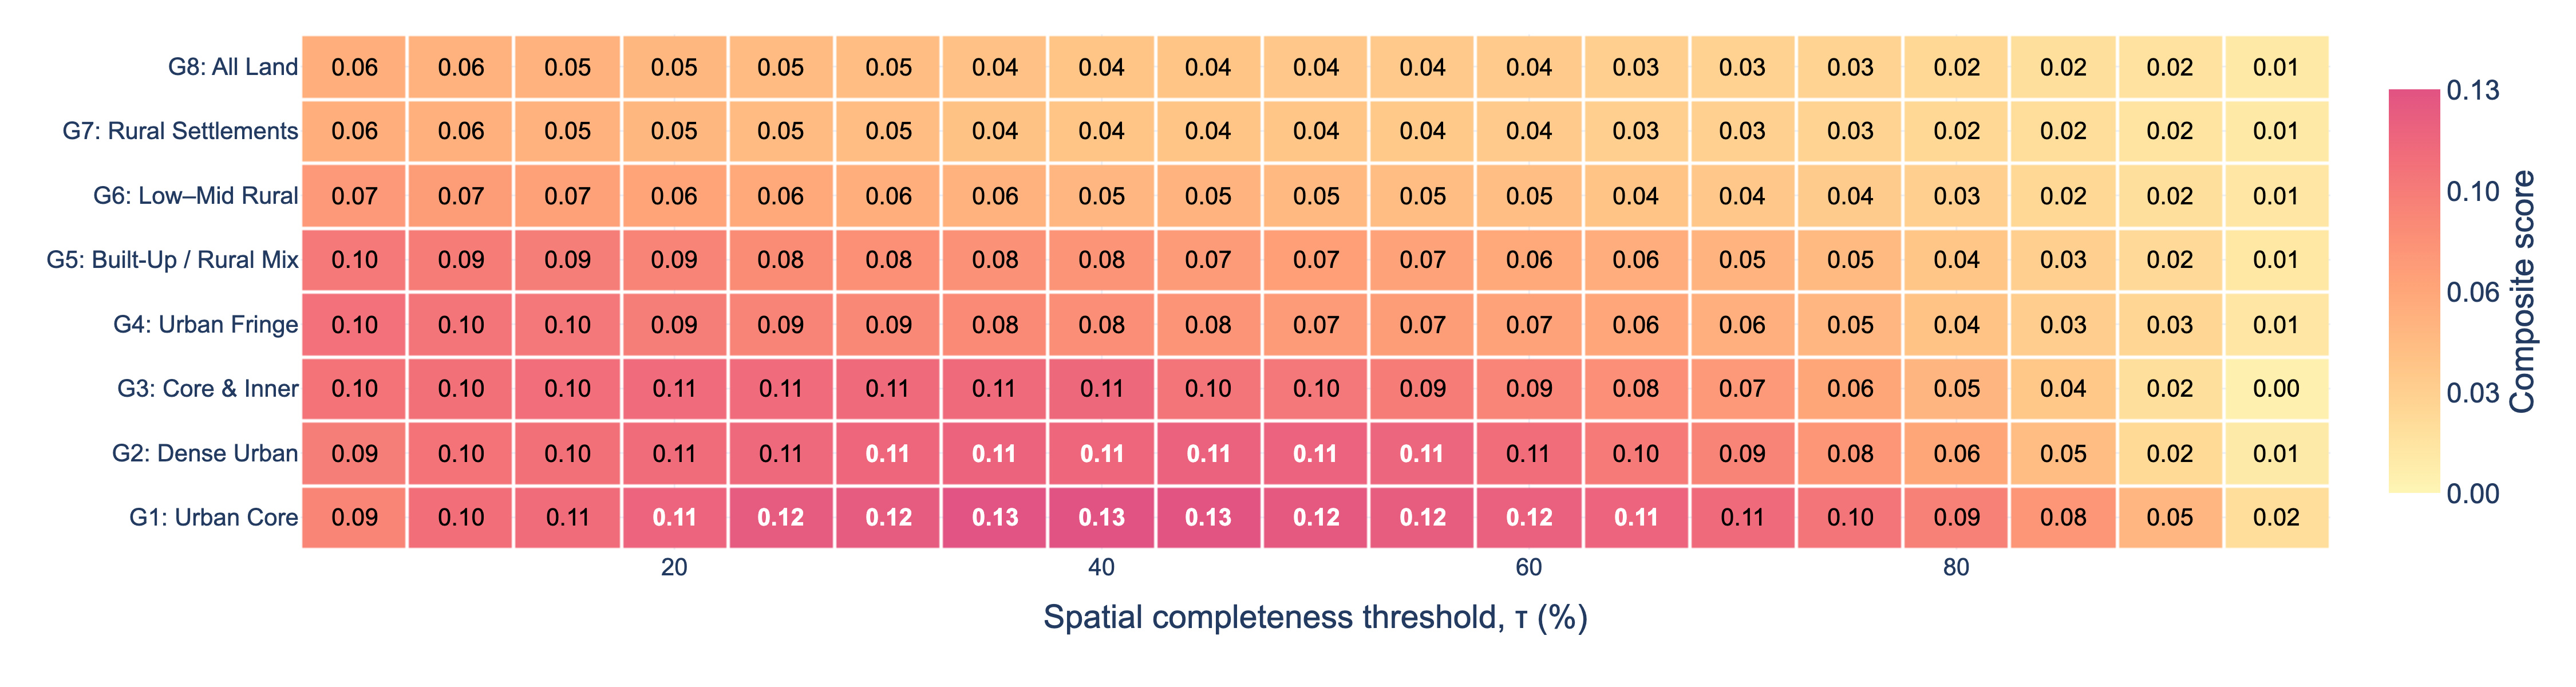 G8: All Land 0.06 0.06 0.05 0.05 0.05 0.05 0.04 0.04 0.04 0.04 0.04 0.04 0.03 0.03 0.03 0.02 0.02 0.02 0.01
G7: Rural Settlements 0.06 0.06 0.05 0.05 0.05 0.05 0.04 0.04 0.04 0.04 0.04 0.04 0.03 0.03 0.03 0.02 0.02 0.02 0.01
G6: Low–Mid Rural 0.07 0.07 0.07 0.06 0.06 0.06 0.06 0.05 0.05 0.05 0.05 0.05 0.04 0.04 0.04 0.03 0.02 0.02 0.01
G5: Built-Up / Rural Mix 0.10 0.09 0.09 0.09 0.08 0.08 0.08 0.08 0.07 0.07 0.07 0.06 0.06 0.05 0.05 0.04 0.03 0.02 0.01
G4: Urban Fringe 0.10 0.10 0.10 0.09 0.09 0.09 0.08 0.08 0.08 0.07 0.07 0.07 0.06 0.06 0.05 0.04 0.03 0.03 0.01
G3: Core & Inner 0.10 0.10 0.10 0.11 0.11 0.11 0.11 0.11 0.10 0.10 0.09 0.09 0.08 0.07 0.06 0.05 0.04 0.02 0.00
G2: Dense Urban 0.09 0.10 0.10 0.11 0.11 0.11 0.11 0.11 0.11 0.11 0.11 0.11 0.10 0.09 0.08 0.06 0.05 0.02 0.01
G1: Urban Core 0.09 0.10 0.11 0.11 0.12 0.12 0.13 0.13 0.13 0.12 0.12 0.12 0.11 0.11 0.10 0.09 0.08 0.05 0.02
20 40 60 80
Spatial completeness threshold, τ (%)
0.13
0.10
0.06
0.03
0.00
Composite score